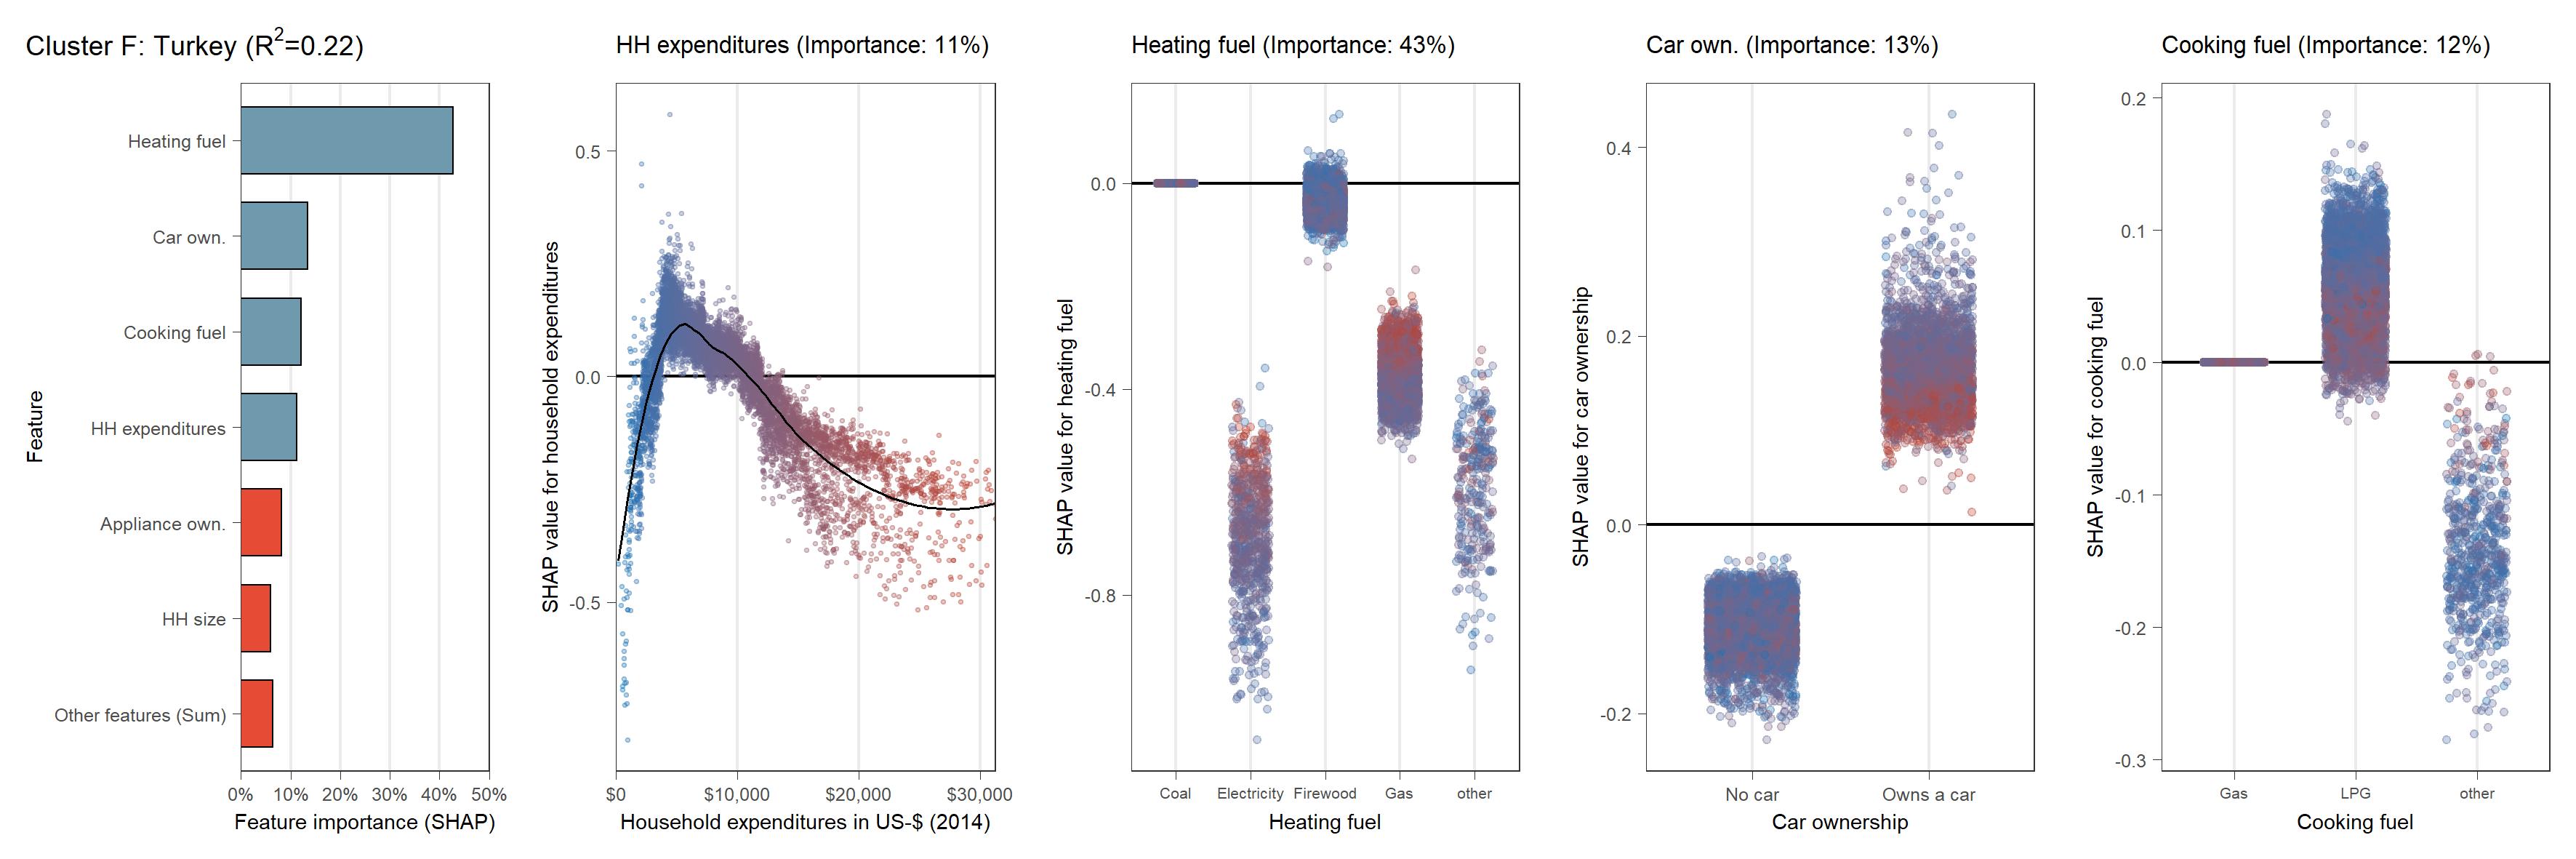 Cluster F: Turkey (R²=0.22)
Feature
Heating fuel
Car own.
Cooking fuel
HH expenditures
Appliance own.
HH size
Other features (Sum)
0% 10% 20% 30% 40% 50%
Feature importance (SHAP)
HH expenditures (Importance: 11%)
SHAP value for household expenditures
0.5
0.0
-0.5
$0 $10,000 $20,000 $30,000
Household expenditures in US-$ (2014)
Heating fuel (Importance: 43%)
SHAP value for heating fuel
0.0
-0.4
-0.8
Coal Electricity Firewood Gas other
Heating fuel
Car own. (Importance: 13%)
SHAP value for car ownership
0.4
0.2
0.0
-0.2
No car Owns a car
Car ownership
Cooking fuel (Importance: 12%)
SHAP value for cooking fuel
0.2
0.1
0.0
-0.1
-0.2
-0.3
Gas LPG other
Cooking fuel